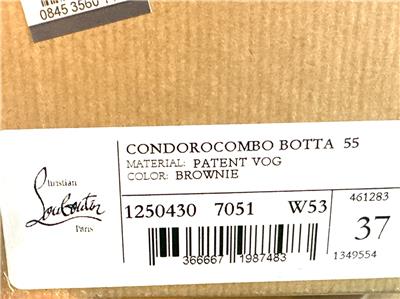 0845 3560
CONDOROCOMBO BOTTA 55
MATERIAL: PATENT VOG
COLOR: BROWNIE
Christian
Louboutin
Paris
1250430 7051 W53
461283
37
1349554
366667 1987483